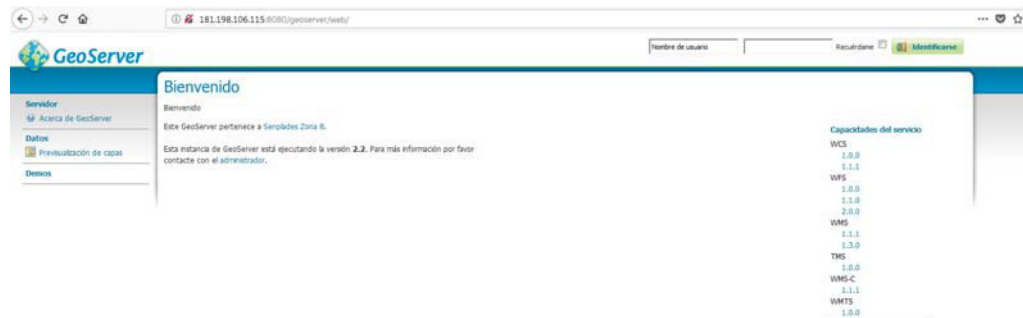 181.198.106.115:8080/geoserver/web/
GeoServer
Nombre de usuario
Recuérdame
Identificarse
Servidor
Acerca de GeoServer
Datos
Previsualización de capas
Demos
Bienvenido
Bienvenido
Este GeoServer pertenece a Senplades Zona 8.
Esta instancia de GeoServer está ejecutando la versión 2.2. Para más información por favor
contacte con el administrador.
Capacidades del servicio
WCS
1.0.0
1.1.1
WFS
1.0.0
1.1.0
2.0.0
WMS
1.1.1
1.3.0
TMS
1.0.0
WMS-C
1.1.1
WMTS
1.0.0